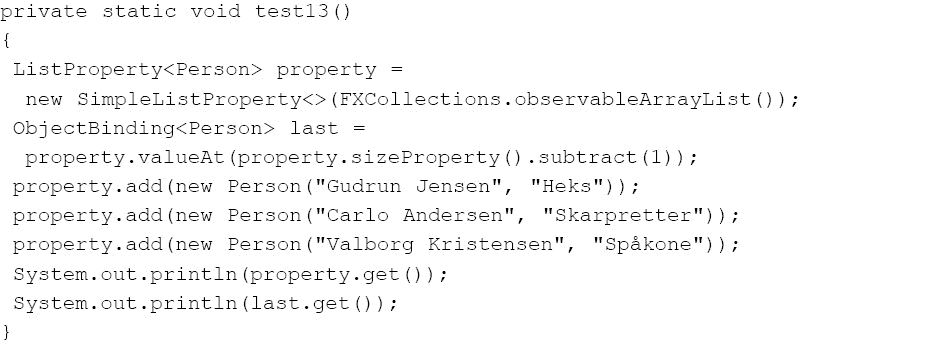 private static void test13()
{
 ListProperty<Person> property =
  new SimpleListProperty<>(FXCollections.observableArrayList());
 ObjectBinding<Person> last =
  property.valueAt(property.sizeProperty().subtract(1));
 property.add(new Person("Gudrun Jensen", "Heks"));
 property.add(new Person("Carlo Andersen", "Skarpretter"));
 property.add(new Person("Valborg Kristensen", "Spåkone"));
 System.out.println(property.get());
 System.out.println(last.get());
}